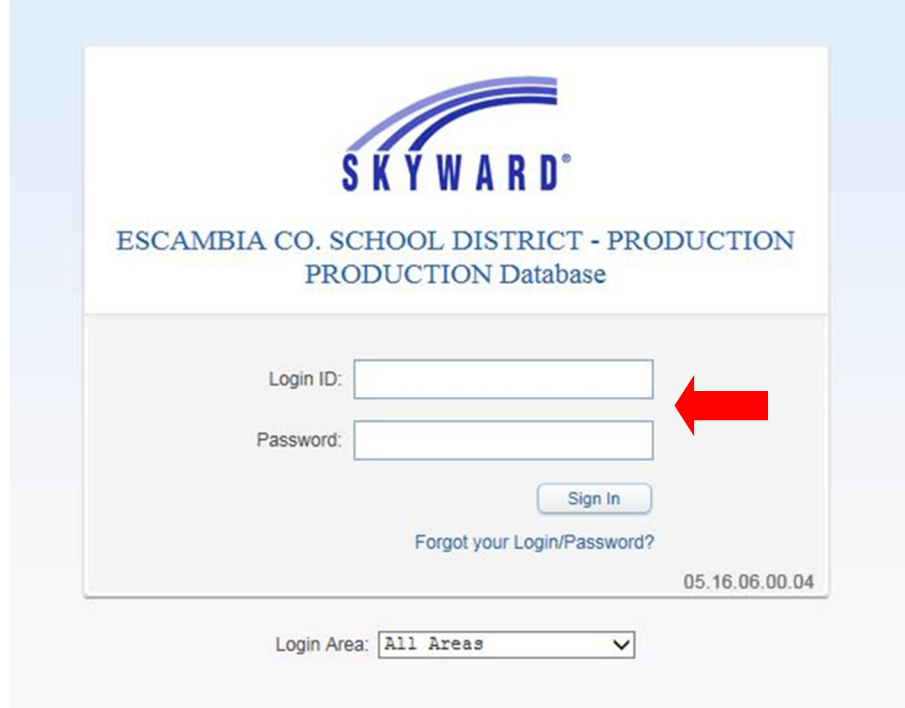 SKYWARD®
ESCAMBIA CO. SCHOOL DISTRICT - PRODUCTION
PRODUCTION Database
Login ID:
Password:
Sign In
Forgot your Login/Password?
05.16.06.00.04
Login Area: All Areas